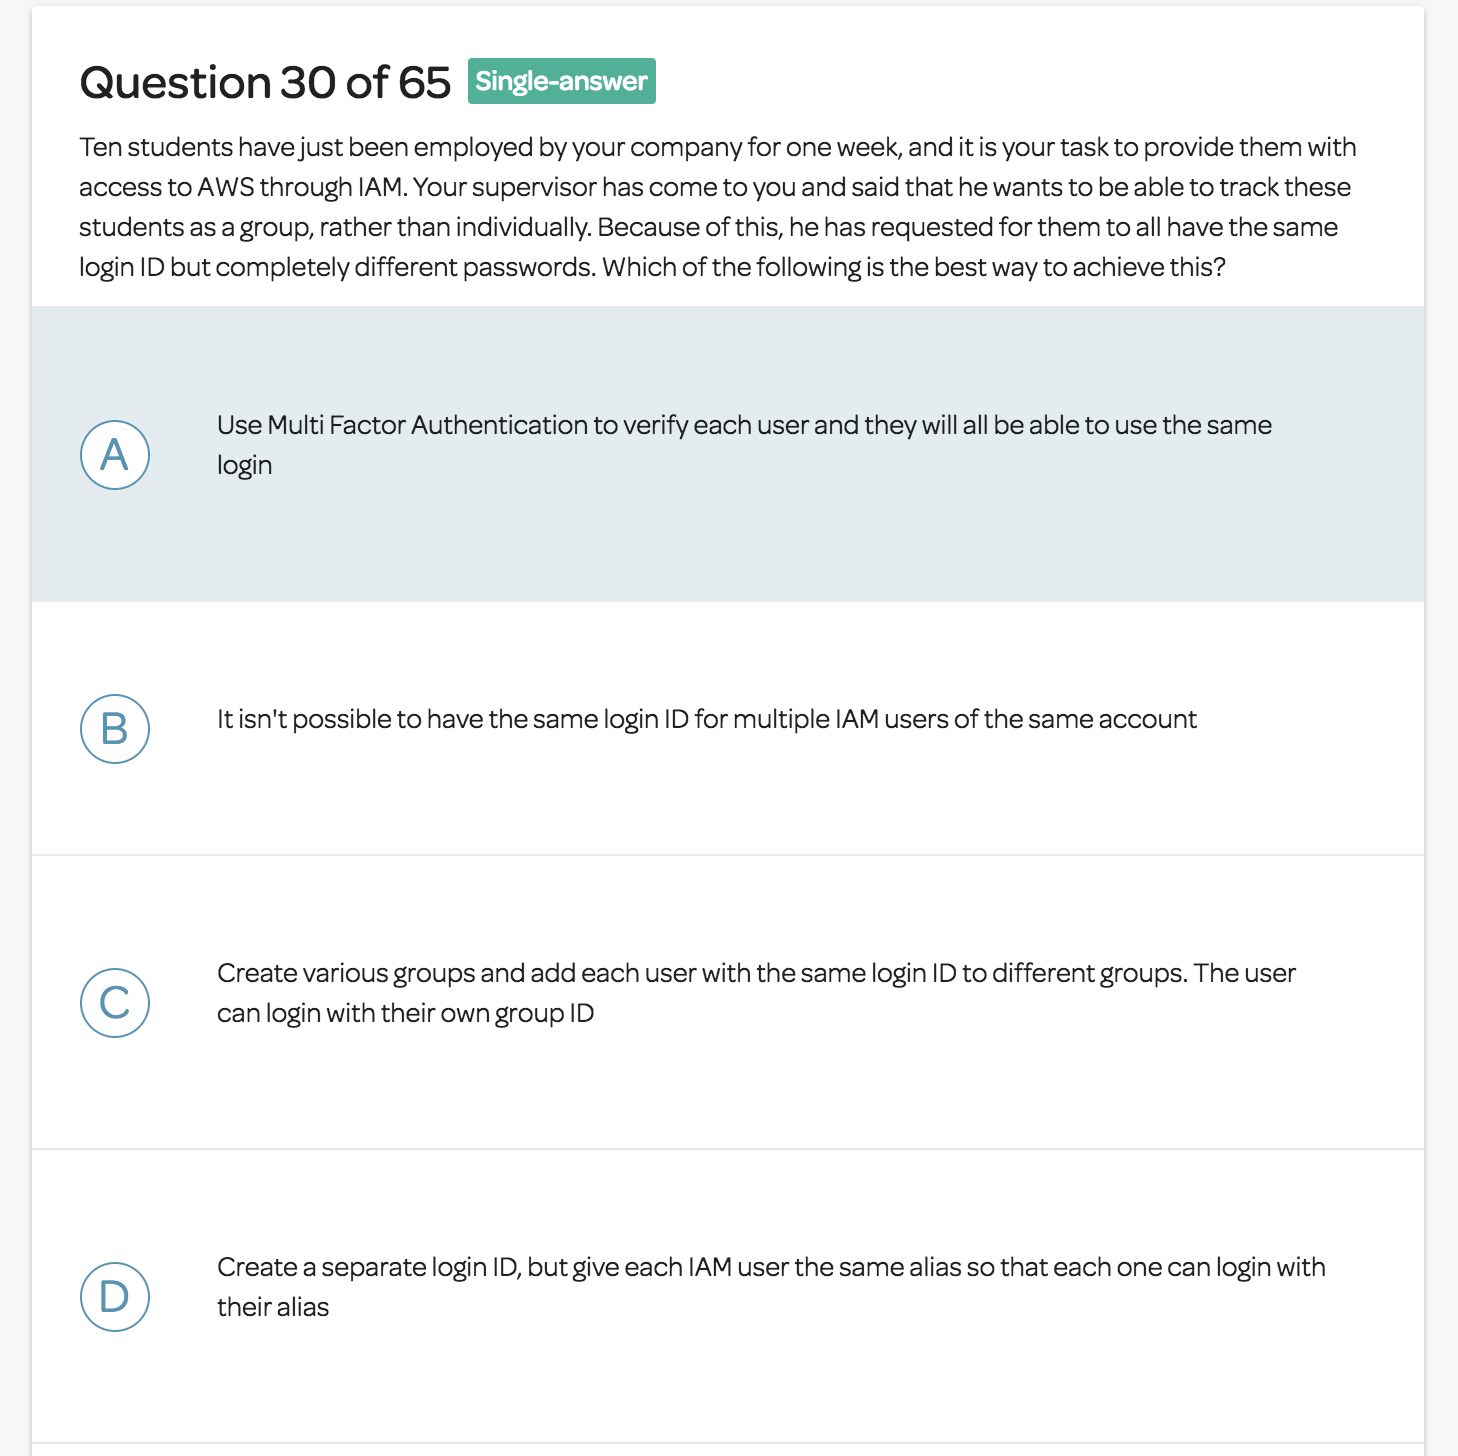 Question 30 of 65 Single-answer
Ten students have just been employed by your company for one week, and it is your task to provide them with
access to AWS through IAM. Your supervisor has come to you and said that he wants to be able to track these
students as a group, rather than individually. Because of this, he has requested for them to all have the same
login ID but completely different passwords. Which of the following is the best way to achieve this?
A
Use Multi Factor Authentication to verify each user and they will all be able to use the same
login
B
It isn't possible to have the same login ID for multiple IAM users of the same account
C
Create various groups and add each user with the same login ID to different groups. The user
can login with their own group ID
D
Create a separate login ID, but give each IAM user the same alias so that each one can login with
their alias